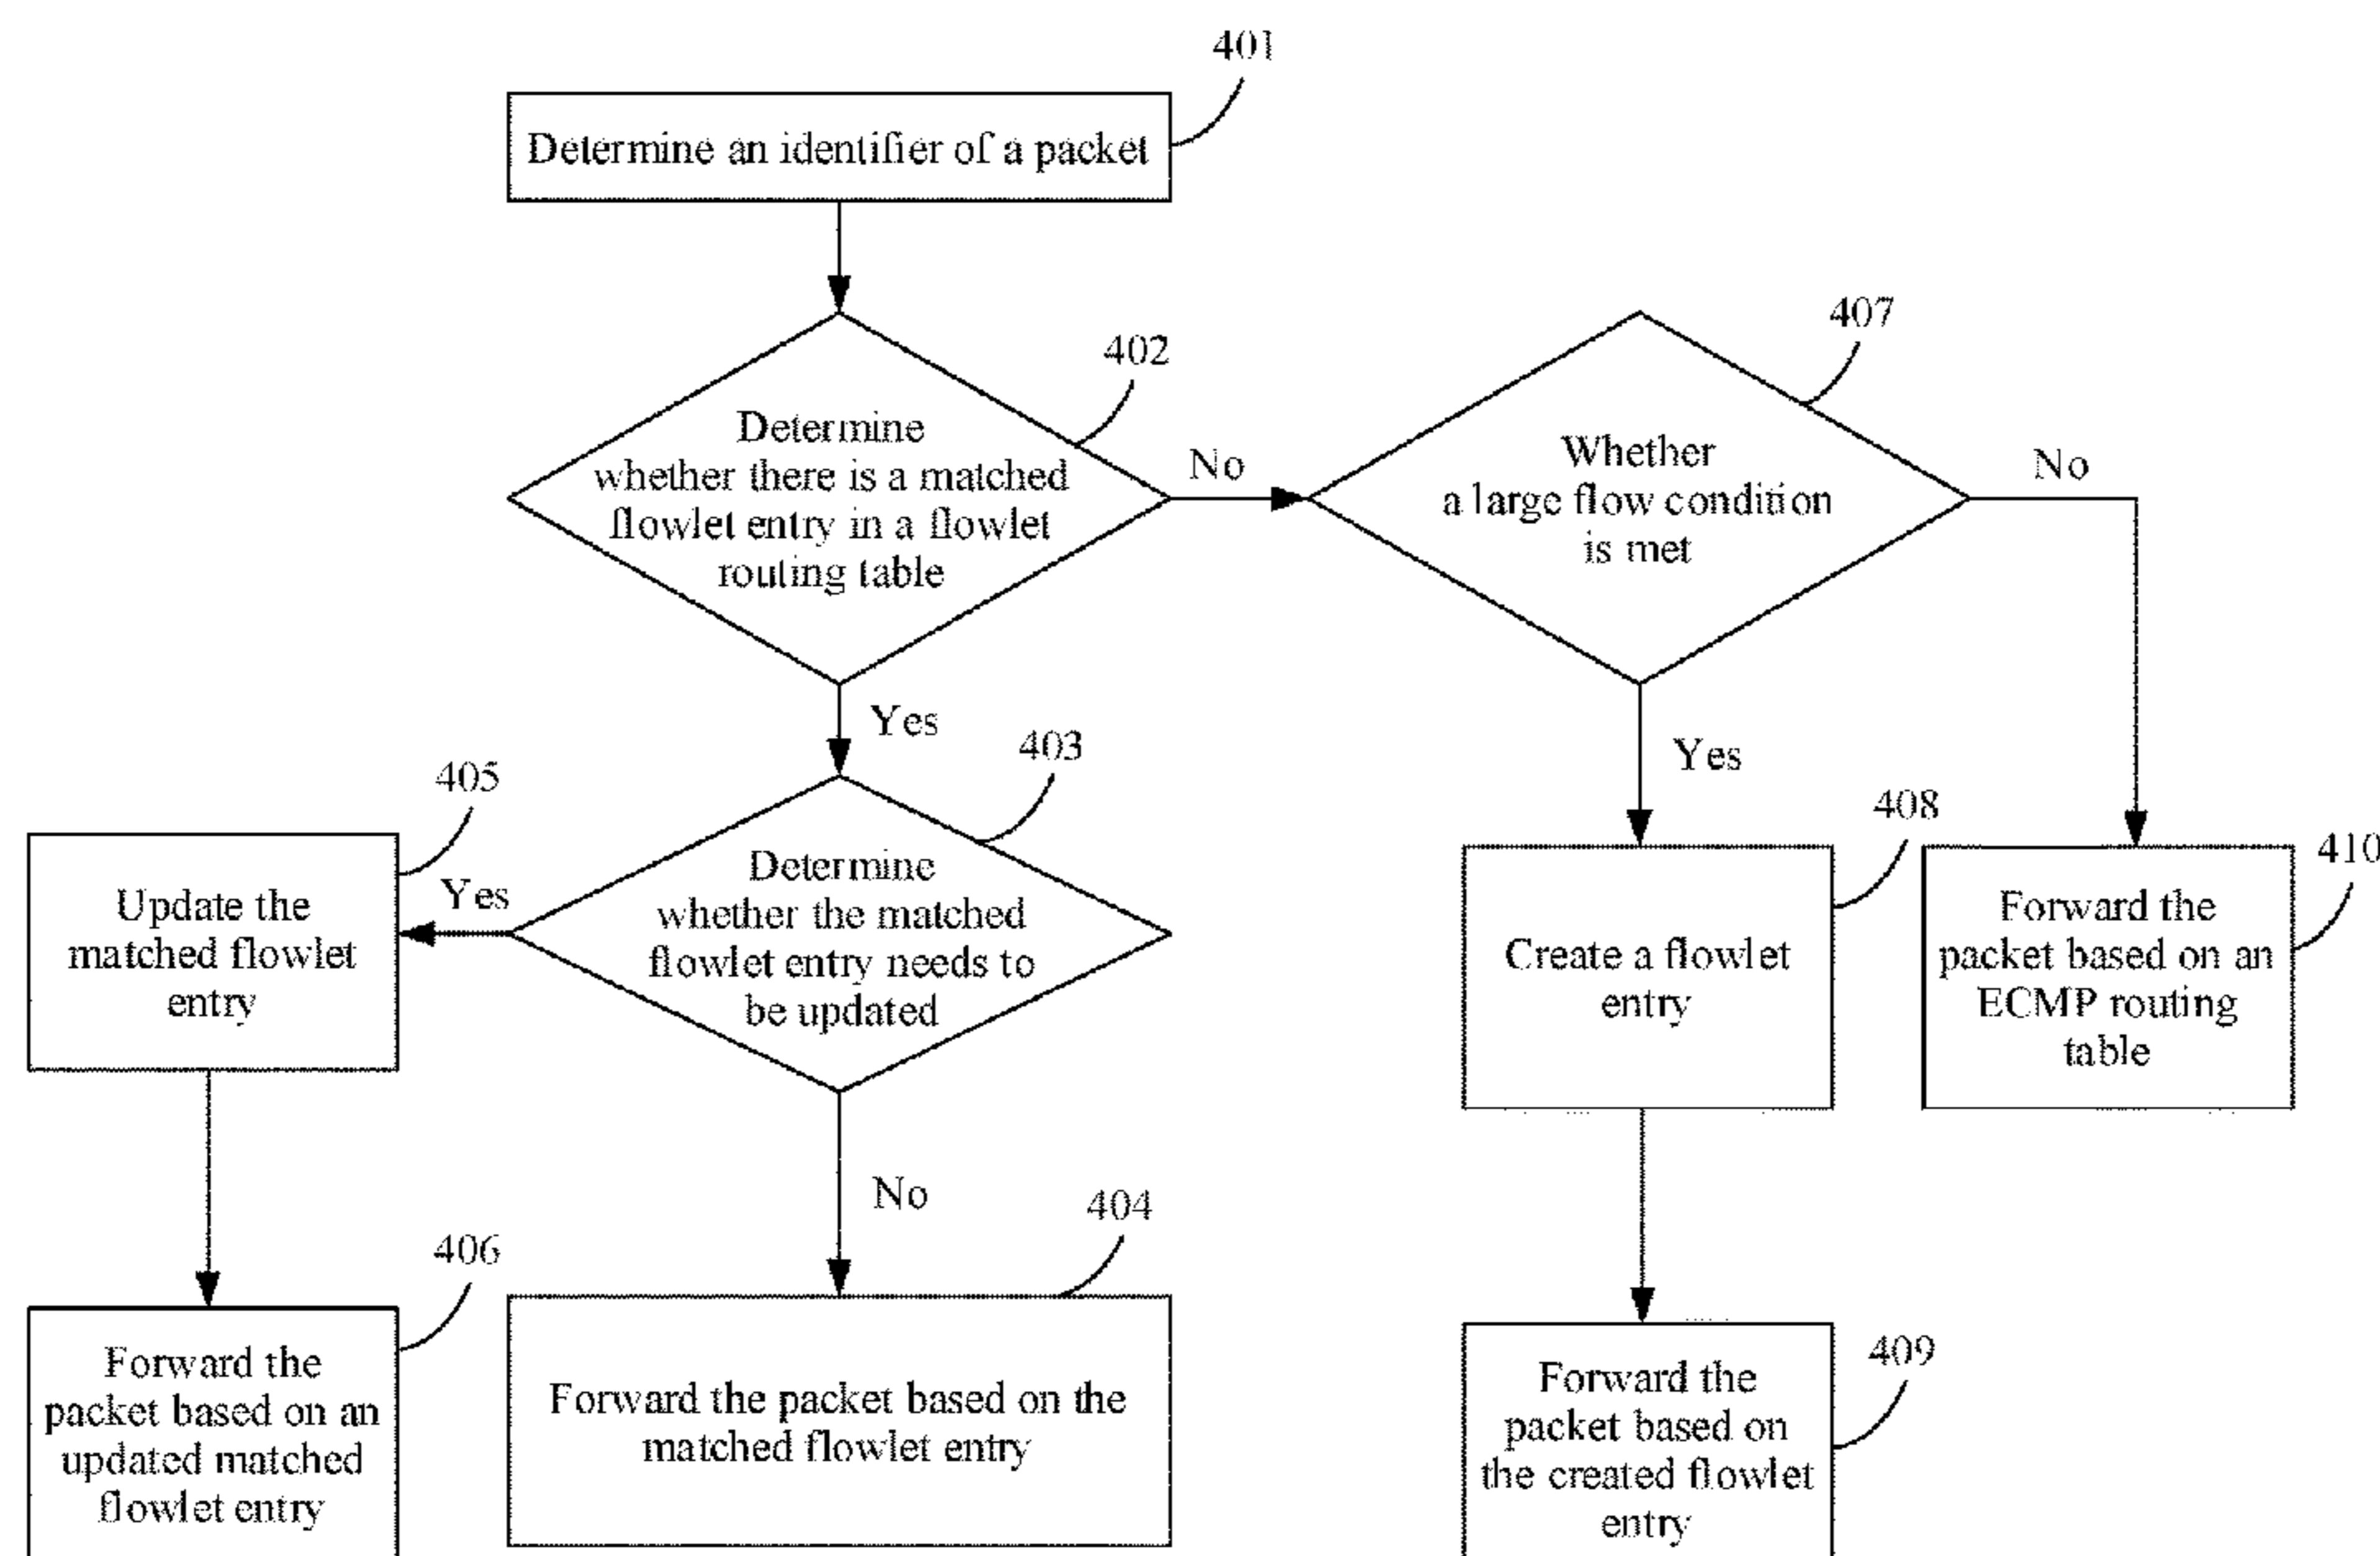 401
Determine an identifier of a packet
402
Determine
whether there is a matched
flowlet entry in a flowlet
routing table
No
407
Whether
a large flow condition
is met
No
Yes
403
Determine
whether the matched
flowlet entry needs to
be updated
Yes
405
Update the
matched flowlet
entry
406
Forward the
packet based on an
updated matched
flowlet entry
No
404
Forward the packet based on the
matched flowlet entry
Yes
408
Create a flowlet
entry
409
Forward the
packet based on
the created flowlet
entry
410
Forward the
packet based on an
ECMP routing
table